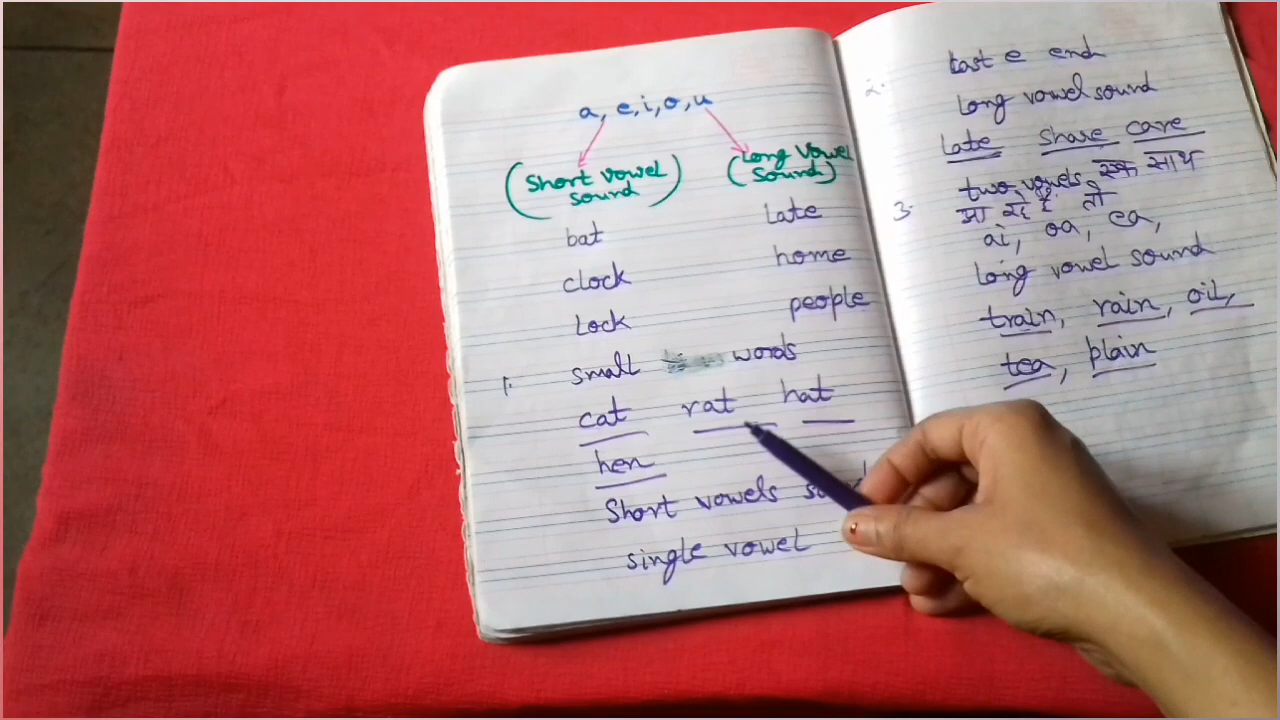 a, e, i, o, u
(Short vowel sound)
(Long vowel sound)
bat late
clock home
Lock people
1. small words
cat rat hat
hen
Short vowels
single vowel
2. Last e end
Long vowel sound
Late Share care
3. two vowels एक साथ
आ रहे हैं तो
ai, oa, ea,
Long vowel sound
train, rain, oil,
tea, plain